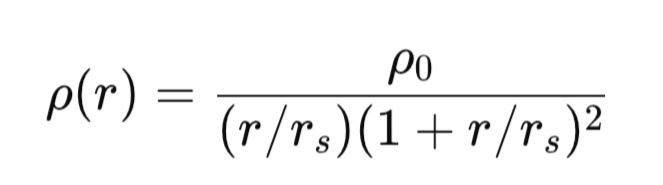 ρ(r) = ρ₀ / (r/rₛ)(1 + r/rₛ)²